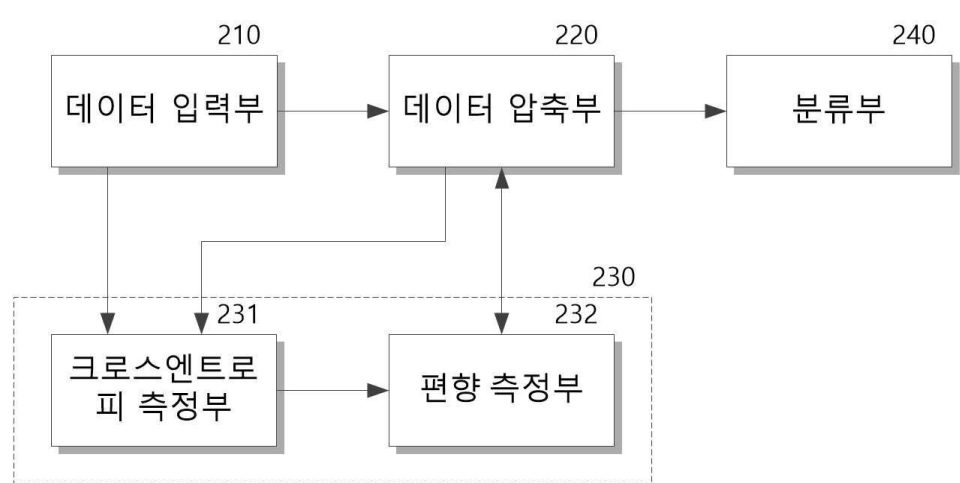 210
데이터 입력부
220
데이터 압축부
240
분류부
230
231
크로스엔트로
피 측정부
232
편향 측정부